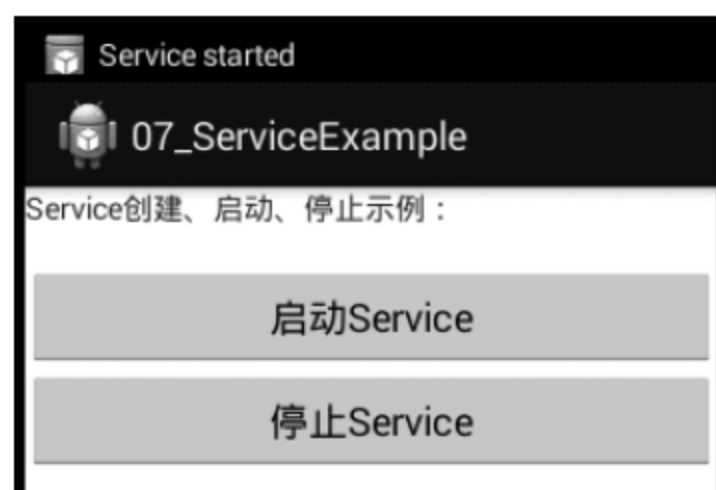 Service started
07_ServiceExample
Service创建、启动、停止示例：
启动Service
停止Service